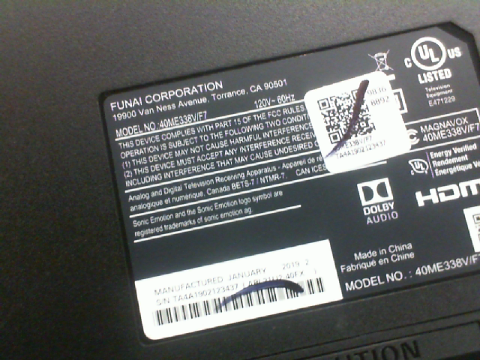 FUNAI CORPORATION
19900 Van Ness Avenue, Torrance, CA 90501
MODEL NO.:40ME338V/F7 120V~ 60Hz
THIS DEVICE COMPLIES WITH PART 15 OF THE FCC RULES
OPERATION IS SUBJECT TO THE FOLLOWING TWO CONDITIONS
(1) THIS DEVICE MAY NOT CAUSE HARMFUL INTERFERENCE
(2) THIS DEVICE MUST ACCEPT ANY INTERFERENCE RECEIVED
INCLUDING INTERFERENCE THAT MAY CAUSE UNDESIRED
Analog and Digital Television Receiving Apparatus - Appareil de
analogique et numérique, Canada BETS-7 / NTMR-7. CAN ICES
Sonic Emotion and the Sonic Emotion logo symbol are
registered trademarks of sonic emotion ag.
C UL US
LISTED
Television
Equipment
E471229
MAGNAVOX
40ME338V/F7
TA4A1902123437
Energy Verified
Rendement
Énergétique
DOLBY
AUDIO
HDMI
Made in China
Fabriqué en Chine
MODEL NO. : 40ME338V/F7
MANUFACTURED JANUARY 2019
S/N TA4A1902123437